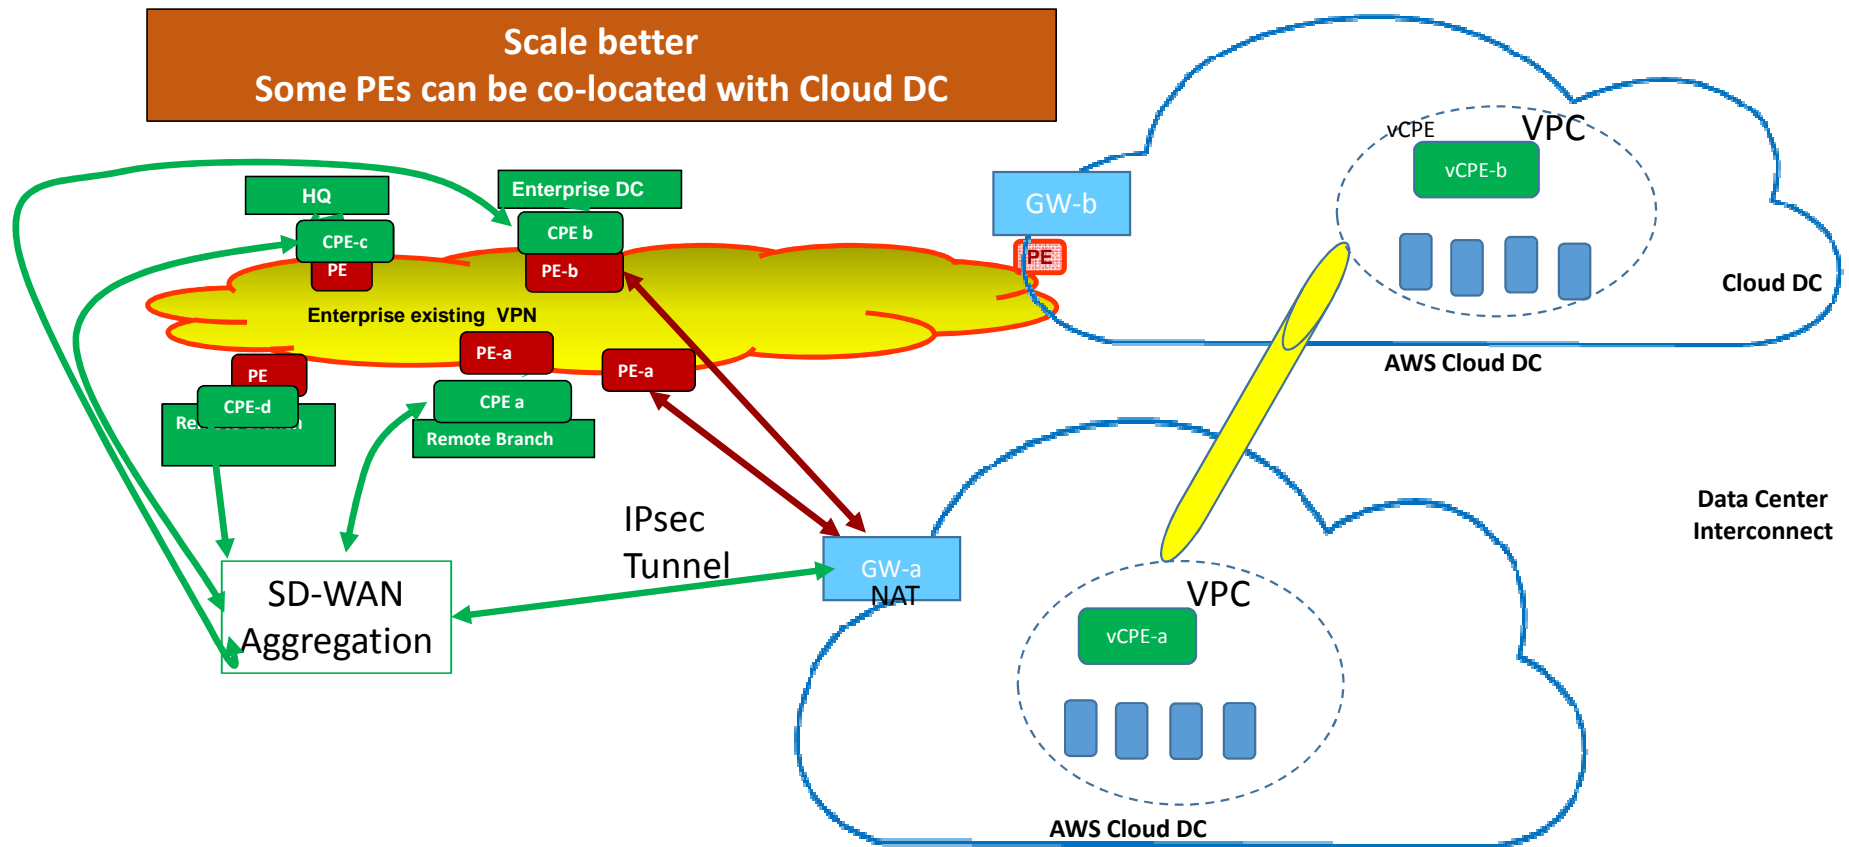 Scale better
Some PEs can be co-located with Cloud DC
vCPE
VPC
vCPE-b
HQ
Enterprise DC
GW-b
CPE-c
CPE b
PE
PE-b
PE
Cloud DC
Enterprise existing VPN
PE-a
PE-a
AWS Cloud DC
PE
CPE-d
CPE a
Remote Branch
Data Center
Interconnect
IPsec
Tunnel
GW-a
NAT
SD-WAN
Aggregation
VPC
vCPE-a
AWS Cloud DC